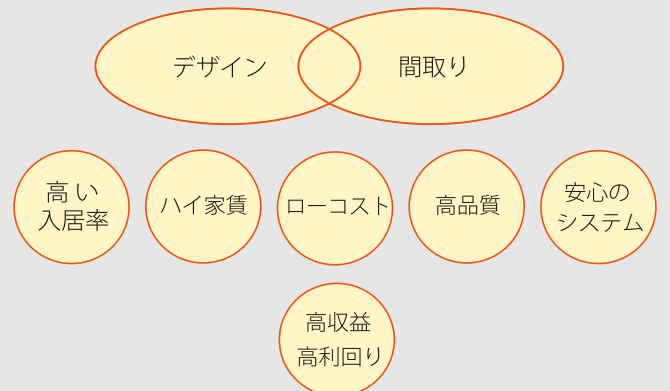 デザイン
間取り
高い
入居率
ハイ家賃
ローコスト
高品質
安心の
システム
高収益
高利回り